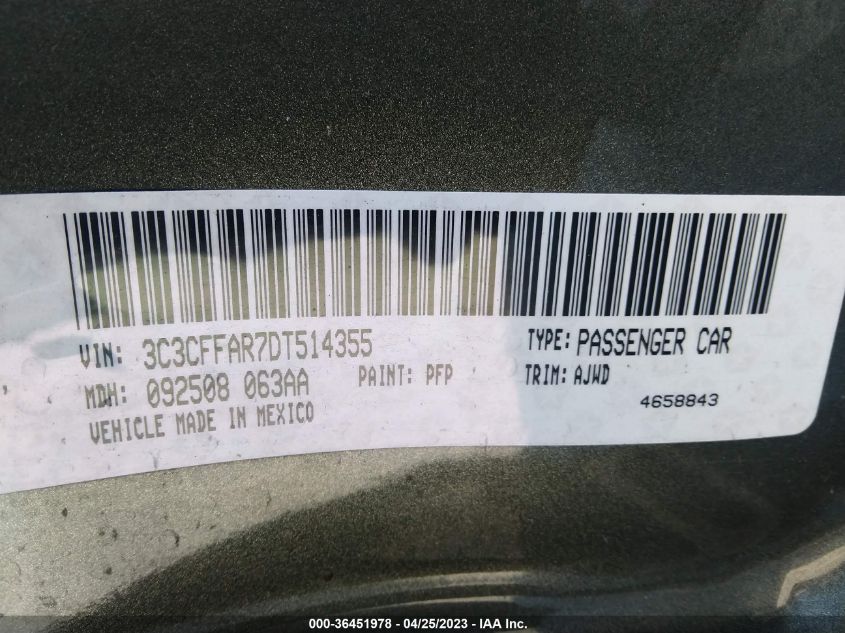 VIN: 3C3CFFAR7DT514355 TYPE: PASSENGER CAR
MDH: 092508 063AA PAINT: PFP TRIM: AJWD
VEHICLE MADE IN MEXICO 4658843
000-36451978 - 04/25/2023 - IAA Inc.